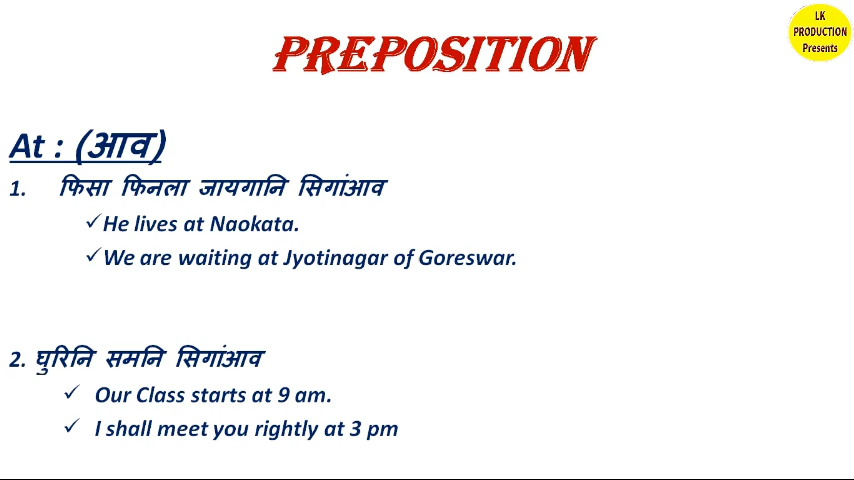 LK
PRODUCTION
Presents
PREPOSITION
At : (आव)
1. फिसा फिनला जायगानि सिगांआव
✓He lives at Naokata.
✓We are waiting at Jyotinagar of Goreswar.
2. घुरिनि समनि सिगांआव
✓ Our Class starts at 9 am.
✓ I shall meet you rightly at 3 pm